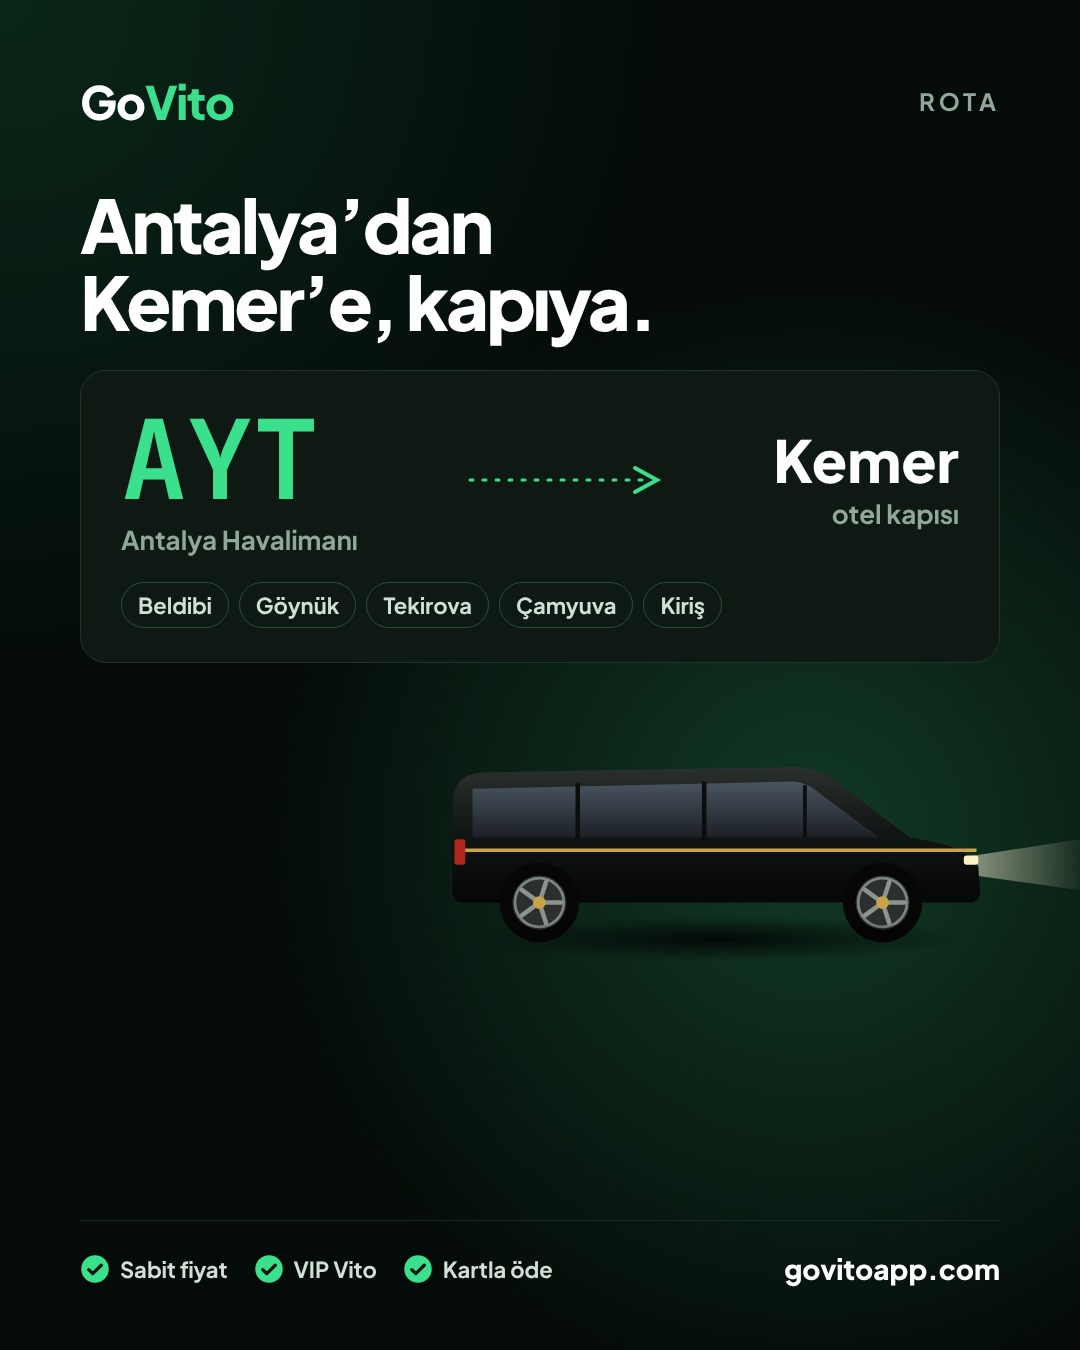 GoVito
ROTA
Antalya’dan
Kemer’e, kapıya.
AYT
Antalya Havalimanı
Kemer
otel kapısı
Beldibi Göynük Tekirova Çamyuva Kiriş
Sabit fiyat VIP Vito Kartla öde
govitoapp.com